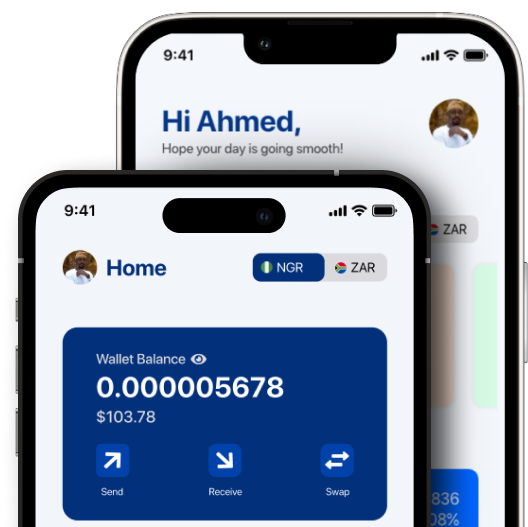 9:41
Hi Ahmed,
Hope your day is going smooth!
ZAR
9:41
Home
NGR
ZAR
Wallet Balance
0.000005678
$103.78
Send
Receive
Swap
836
08%